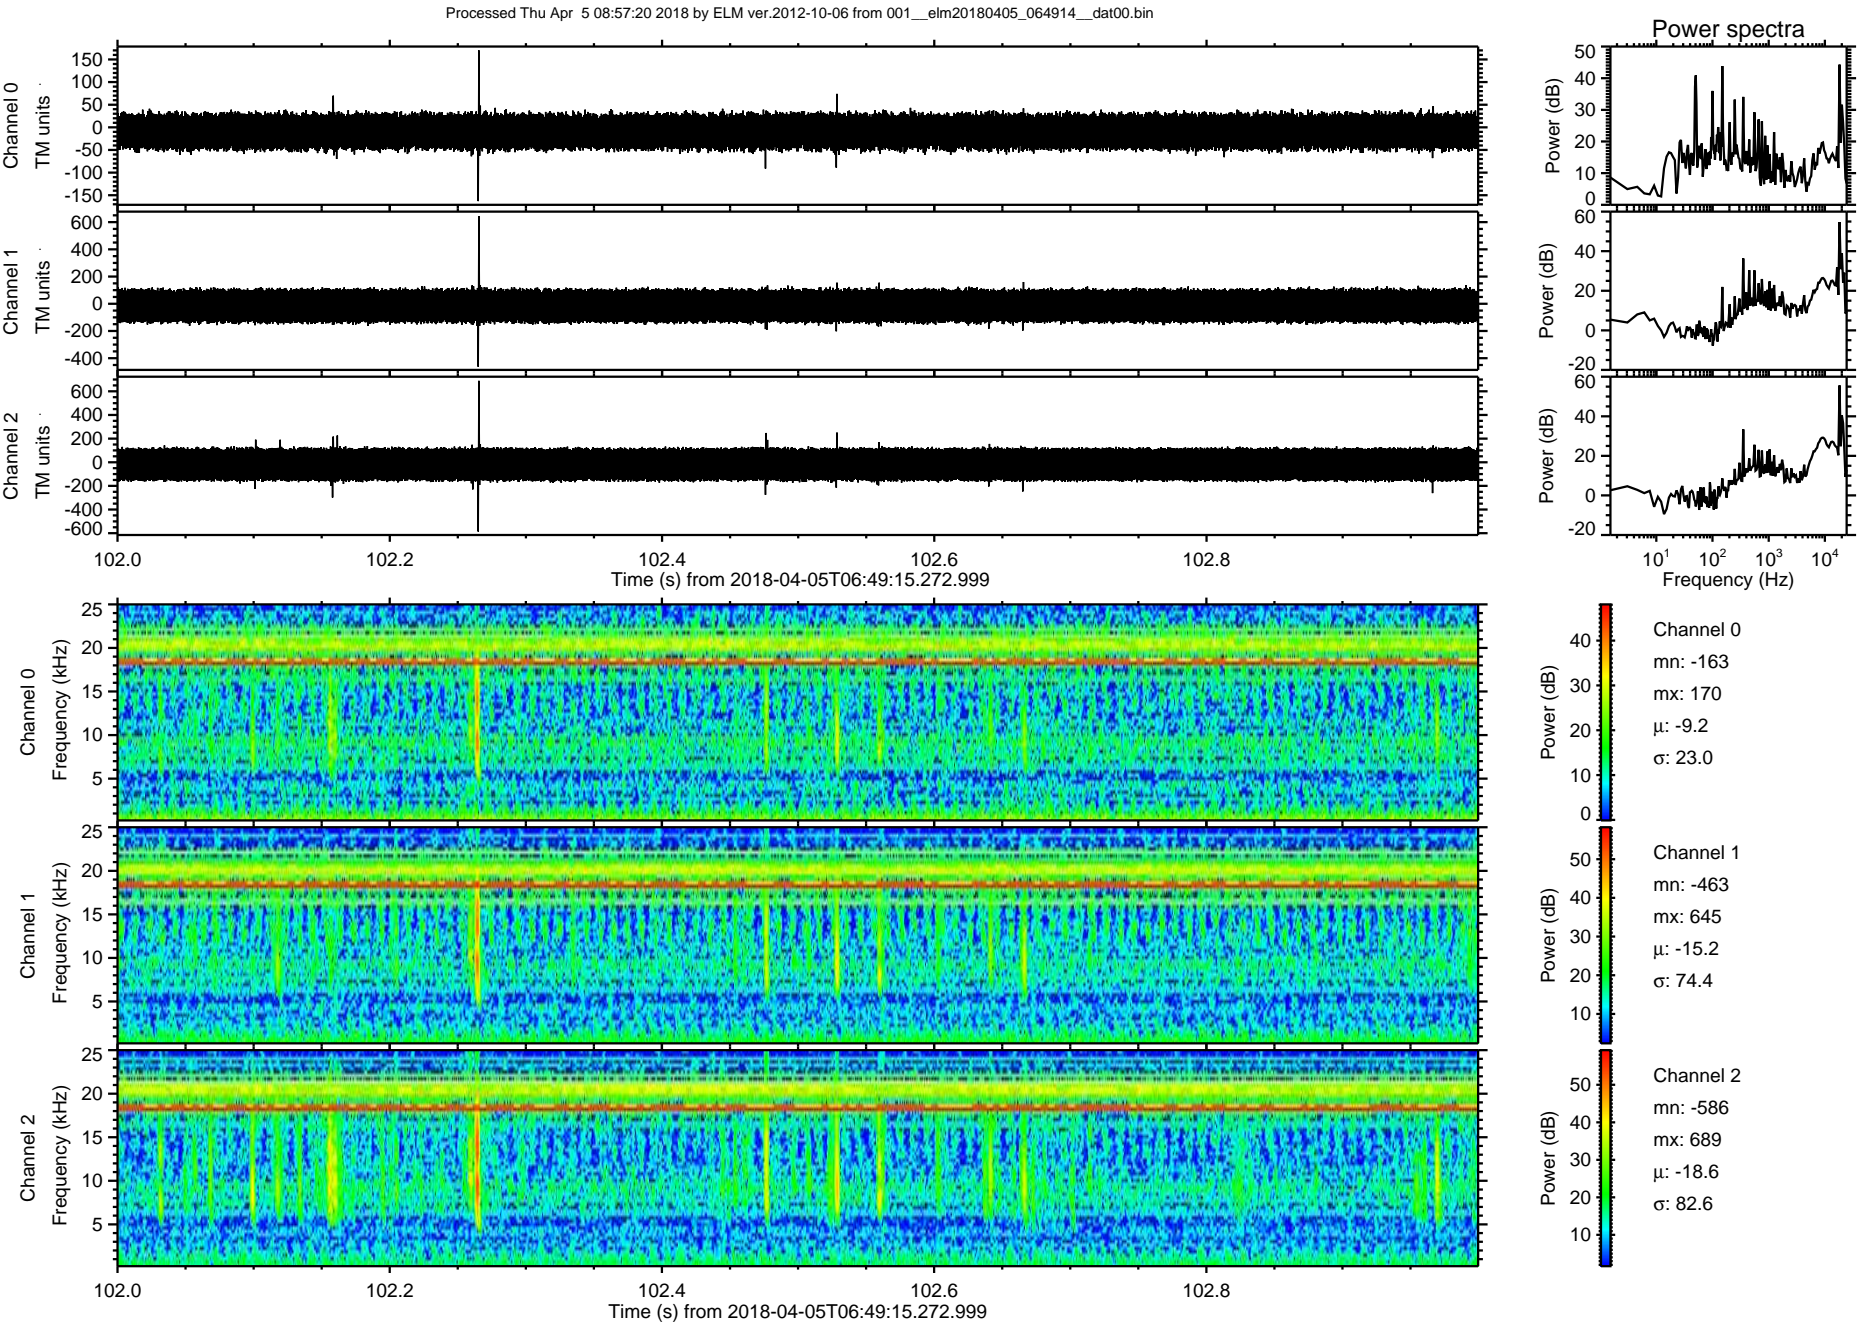 Processed Thu Apr  5 08:57:20 2018 by ELM ver.2012-10-06 from 001__elm20180405_064914__dat00.bin
Power spectra
Channel 0
TM units
150
100
50
0
-50
-100
-150
Power (dB)
50
40
30
20
10
0
Channel 1
TM units
600
400
200
0
-200
-400
Power (dB)
60
40
20
0
-20
Channel 2
TM units
600
400
200
0
-200
-400
-600
Power (dB)
60
40
20
0
-20
102.0 102.2 102.4 102.6 102.8
Time (s) from 2018-04-05T06:49:15.272.999
10¹ 10² 10³ 10⁴
Frequency (Hz)
Channel 0
Frequency (kHz)
25
20
15
10
5
Power (dB)
40
30
20
10
0
Channel 0
mn: -163
mx: 170
μ: -9.2
σ: 23.0
Channel 1
Frequency (kHz)
25
20
15
10
5
Power (dB)
50
40
30
20
10
Channel 1
mn: -463
mx: 645
μ: -15.2
σ: 74.4
Channel 2
Frequency (kHz)
25
20
15
10
5
Power (dB)
50
40
30
20
10
Channel 2
mn: -586
mx: 689
μ: -18.6
σ: 82.6
102.0 102.2 102.4 102.6 102.8
Time (s) from 2018-04-05T06:49:15.272.999